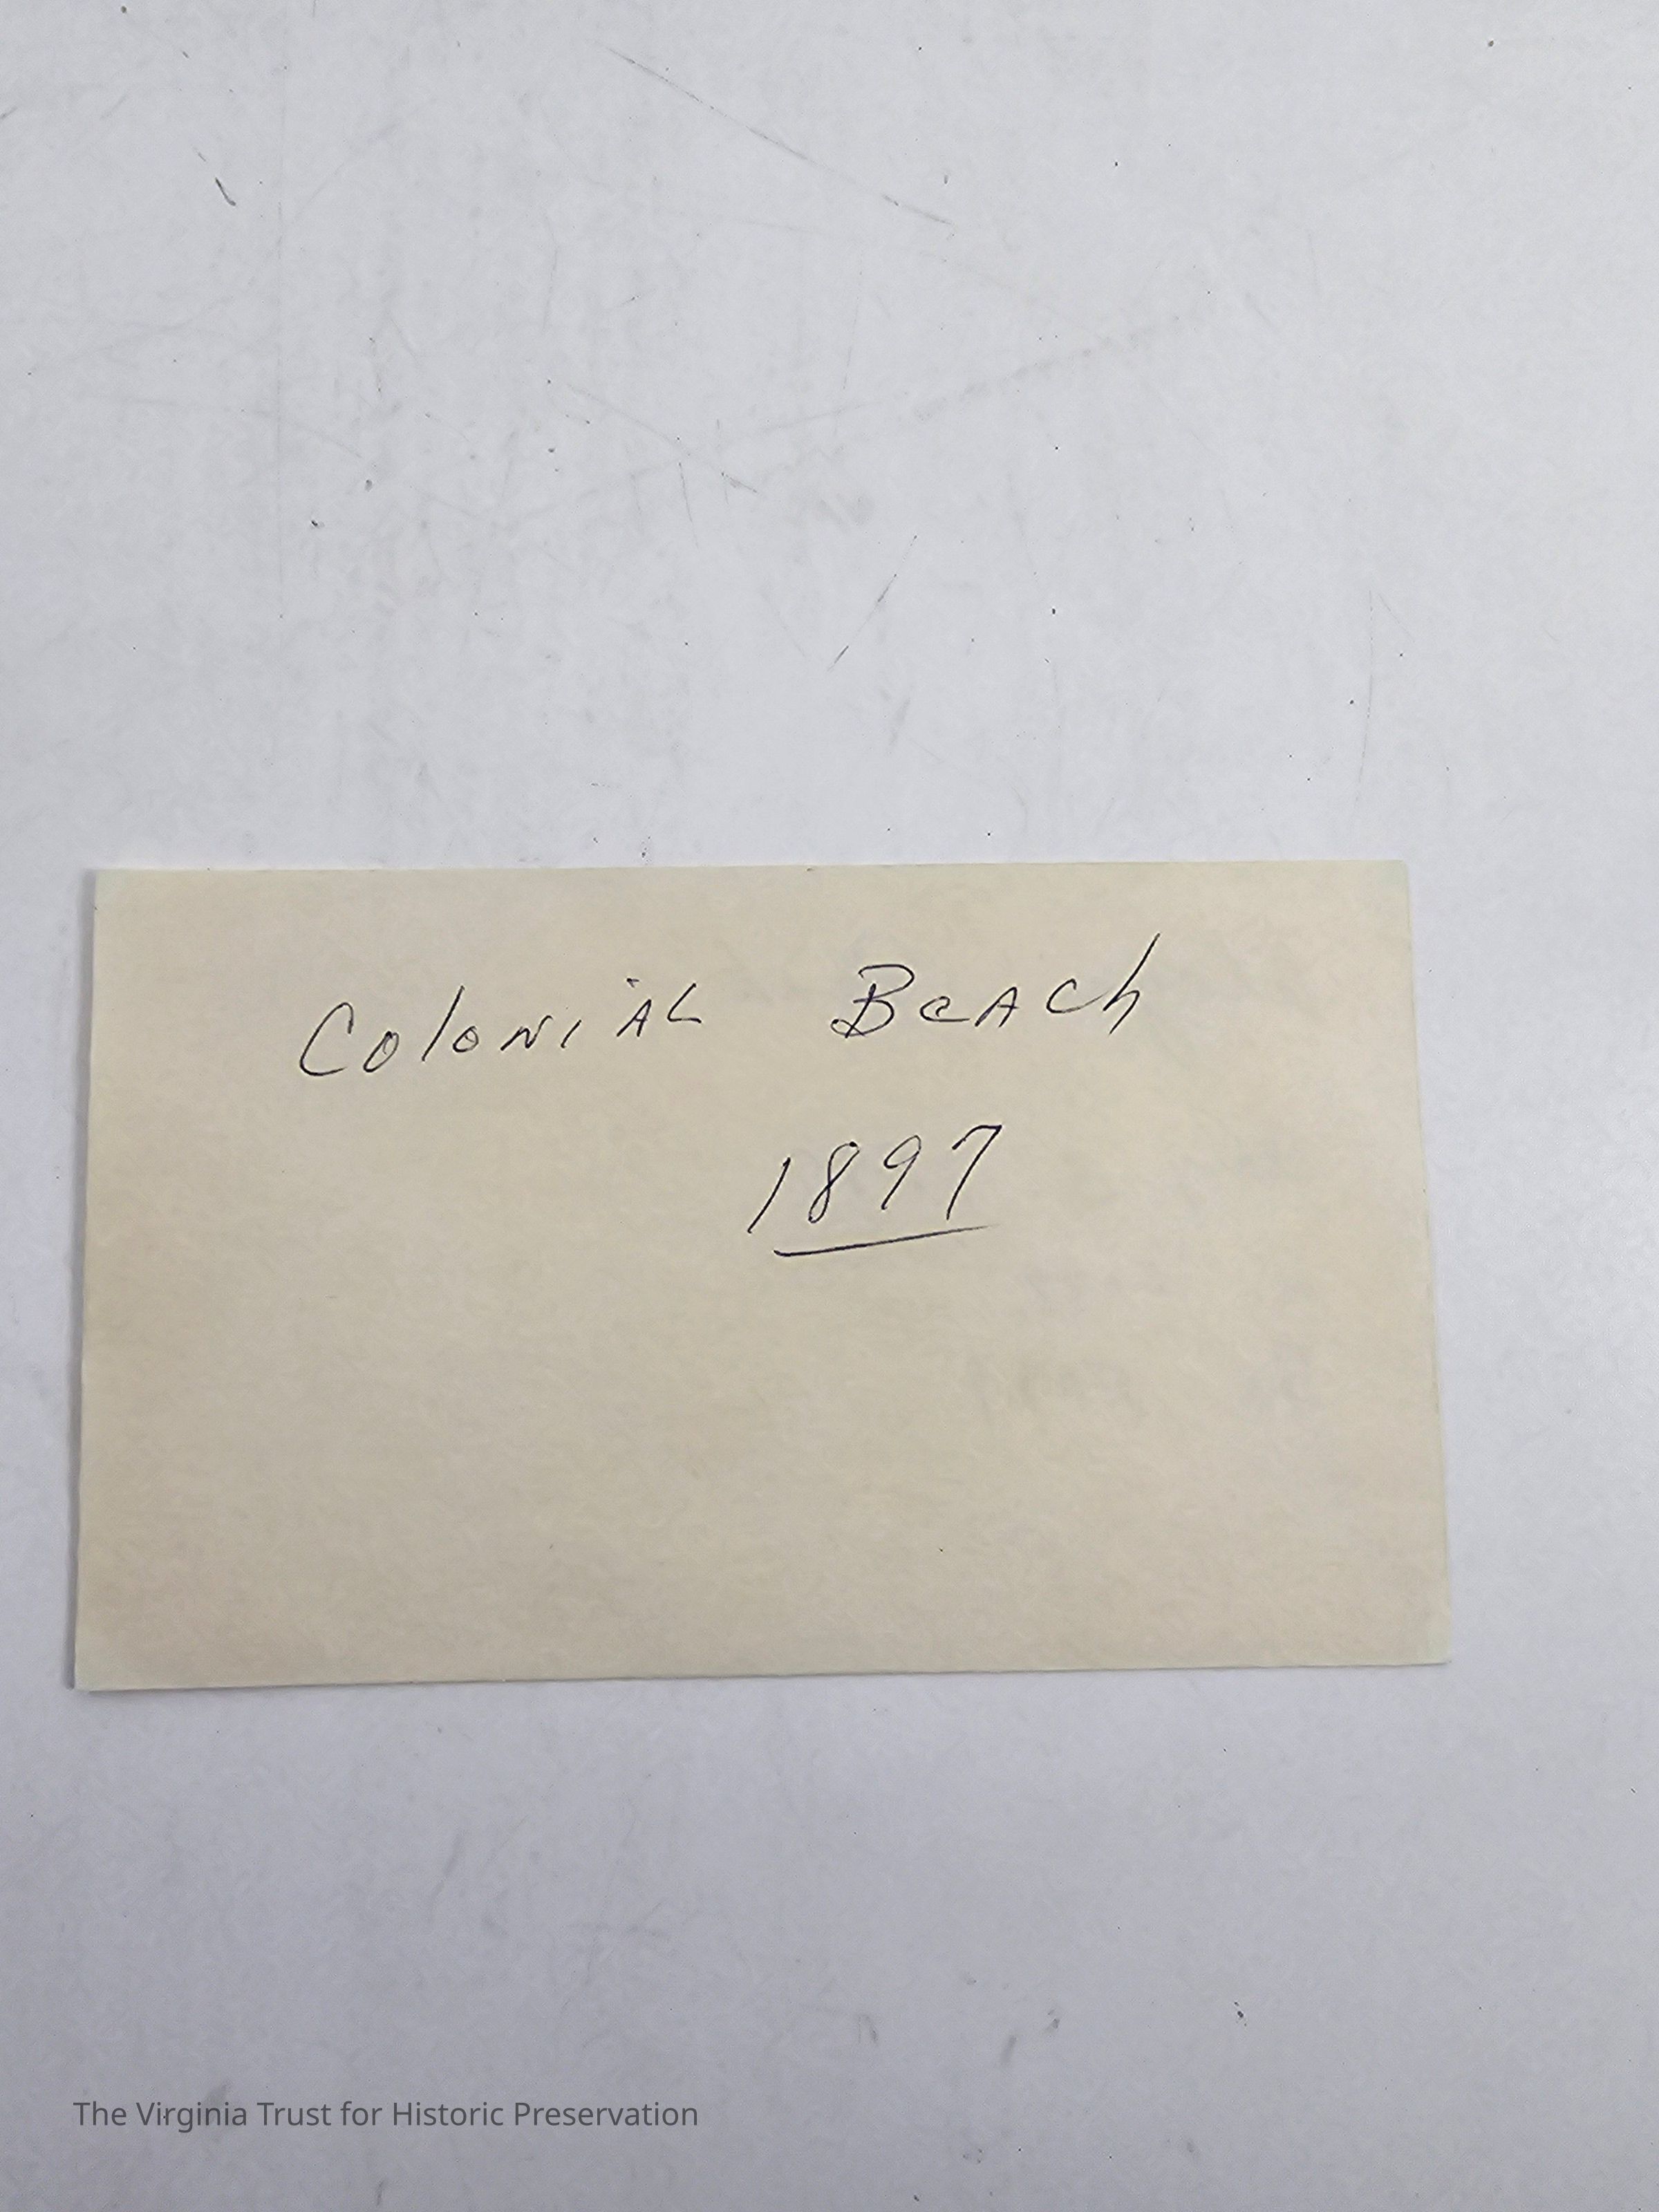 Colonial Beach
1897
The Virginia Trust for Historic Preservation